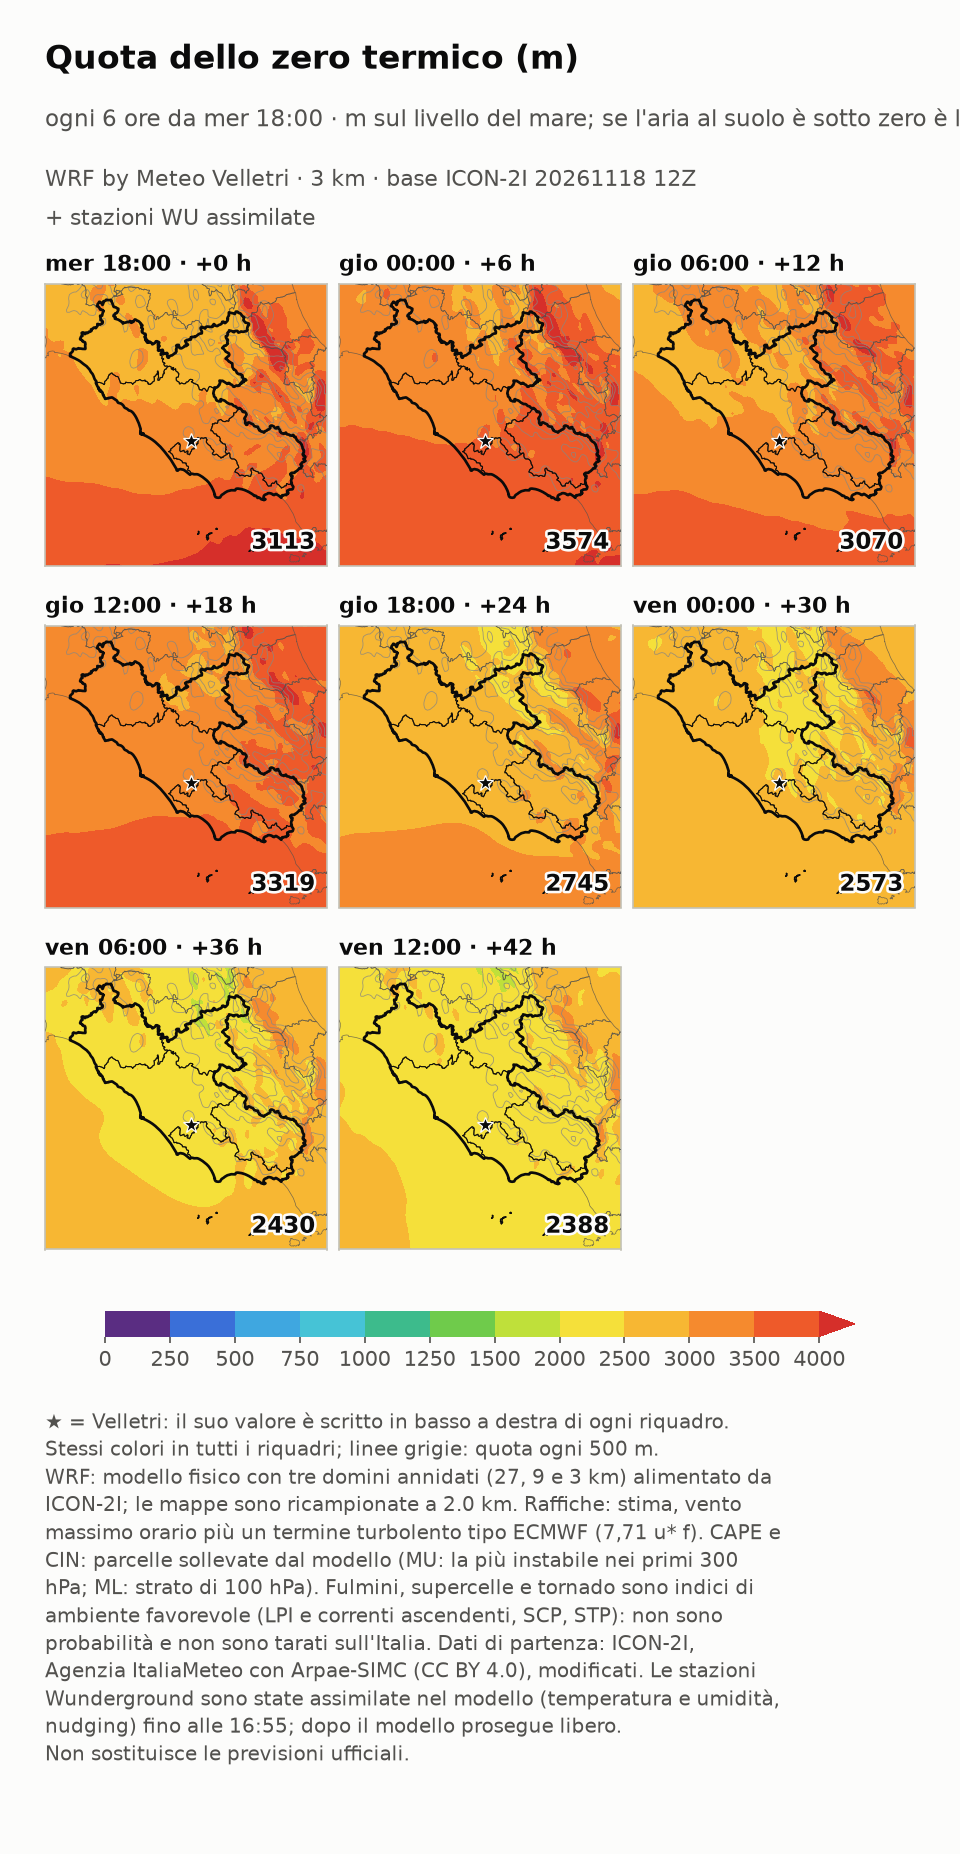 Quota dello zero termico (m)
ogni 6 ore da mer 18:00 · m sul livello del mare; se l'aria al suolo è sotto zero è l
WRF by Meteo Velletri · 3 km · base ICON-2I 20261118 12Z
+ stazioni WU assimilate
mer 18:00 · +0 h
gio 00:00 · +6 h
gio 06:00 · +12 h
3113
3574
3070
gio 12:00 · +18 h
gio 18:00 · +24 h
ven 00:00 · +30 h
3319
2745
2573
ven 06:00 · +36 h
ven 12:00 · +42 h
2430
2388
0 250 500 750 1000 1250 1500 2000 2500 3000 3500 4000
★ = Velletri: il suo valore è scritto in basso a destra di ogni riquadro.
Stessi colori in tutti i riquadri; linee grigie: quota ogni 500 m.
WRF: modello fisico con tre domini annidati (27, 9 e 3 km) alimentato da
ICON-2I; le mappe sono ricampionate a 2.0 km. Raffiche: stima, vento
massimo orario più un termine turbolento tipo ECMWF (7,71 u* f). CAPE e
CIN: parcelle sollevate dal modello (MU: la più instabile nei primi 300
hPa; ML: strato di 100 hPa). Fulmini, supercelle e tornado sono indici di
ambiente favorevole (LPI e correnti ascendenti, SCP, STP): non sono
probabilità e non sono tarati sull'Italia. Dati di partenza: ICON-2I,
Agenzia ItaliaMeteo con Arpae-SIMC (CC BY 4.0), modificati. Le stazioni
Wunderground sono state assimilate nel modello (temperatura e umidità,
nudging) fino alle 16:55; dopo il modello prosegue libero.
Non sostituisce le previsioni ufficiali.